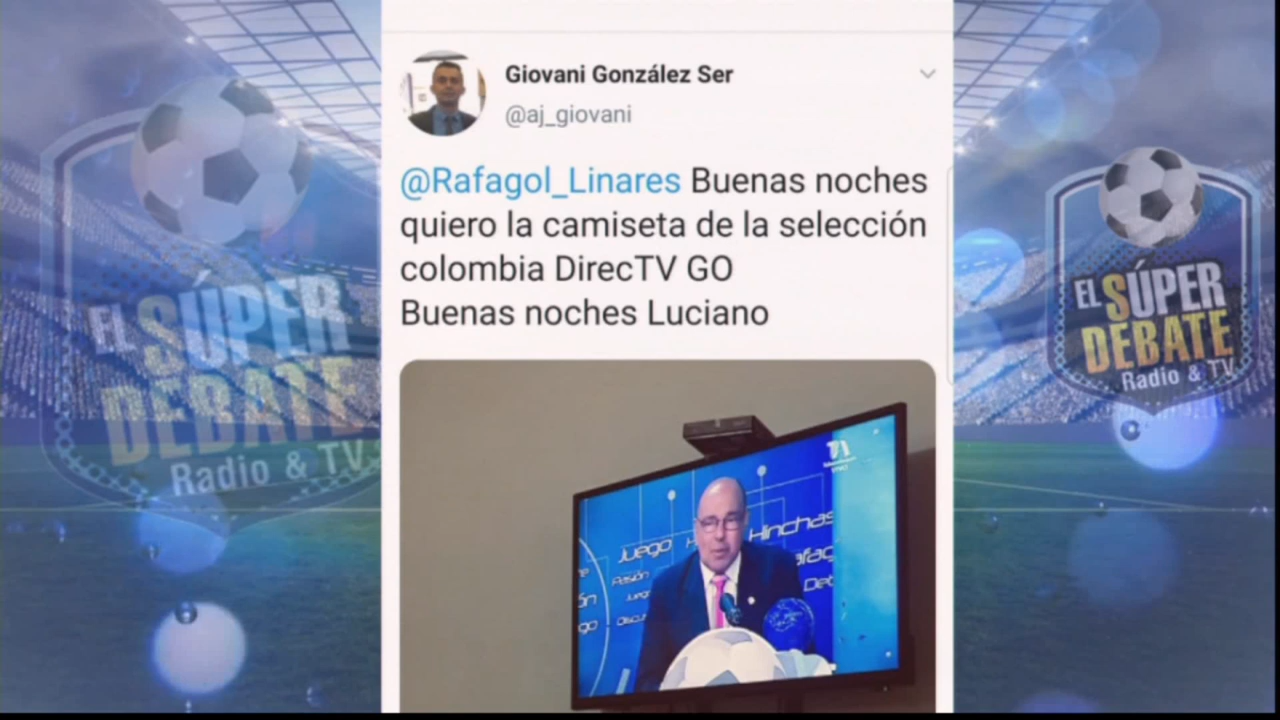 Giovani González Ser
@aj_giovani
@Rafagol_Linares Buenas noches
quiero la camiseta de la selección
colombia DirecTV GO
Buenas noches Luciano
EL SÚPER
DEBATE
Radio & TV
EL SÚPER
DEBATE
Radio & TV
Juego
Hinchas
Pasión